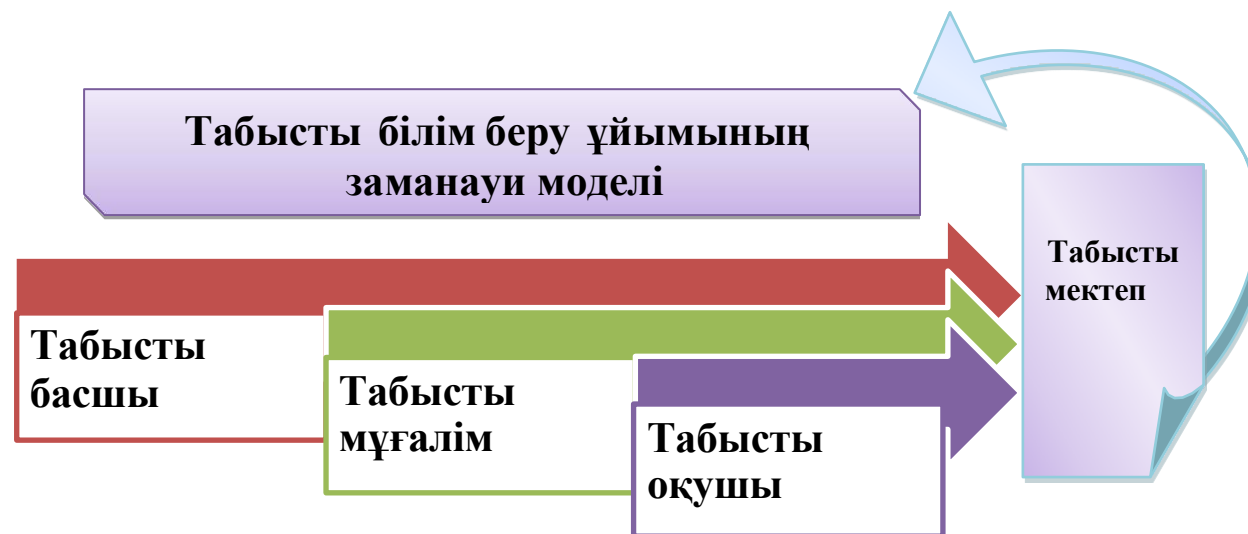 Табысты білім беру ұйымының
заманауи моделі
Табысты
мектеп
Табысты
басшы
Табысты
мұғалім
Табысты
оқушы